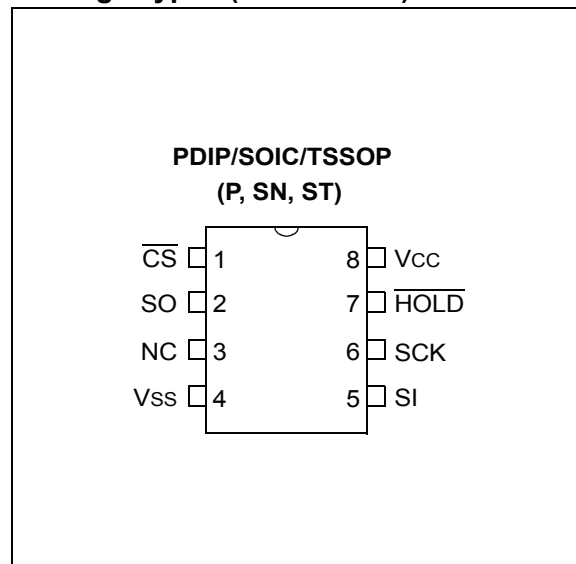 PDIP/SOIC/TSSOP
(P, SN, ST)
CS 1 8 VCC
SO 2 7 HOLD
NC 3 6 SCK
VSS 4 5 SI